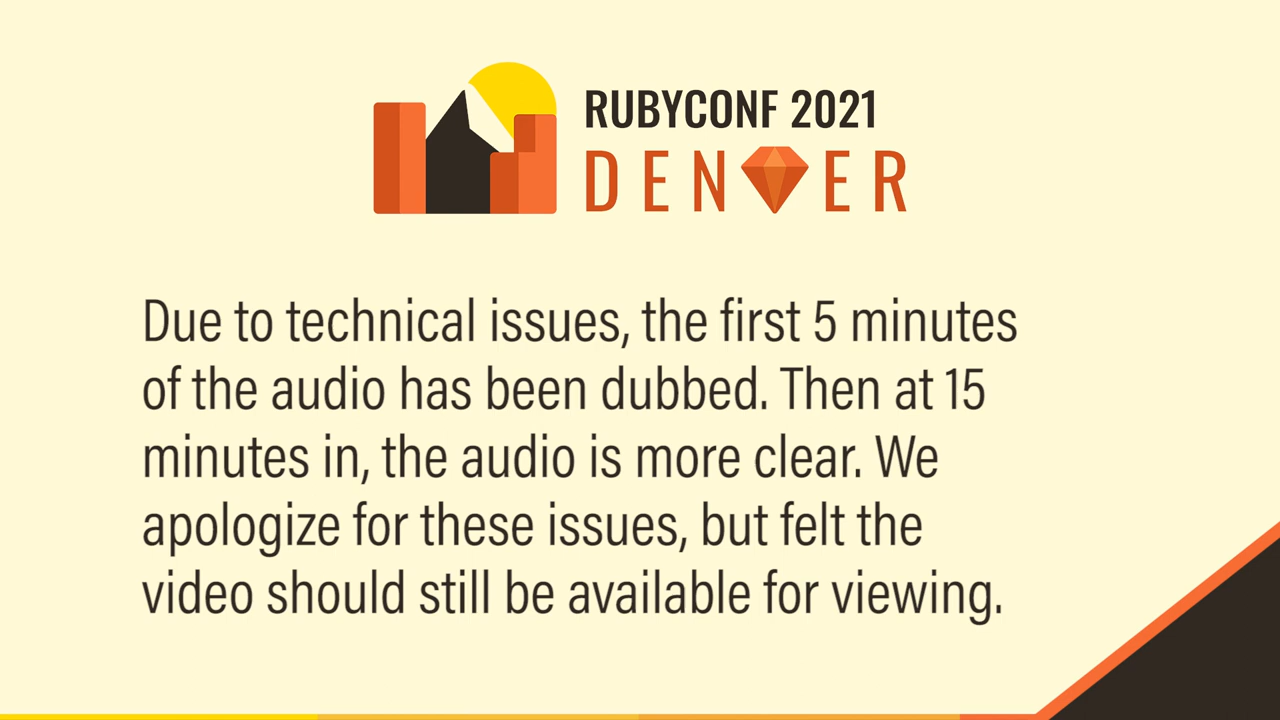 RUBYCONF 2021
DENVER
Due to technical issues, the first 5 minutes
of the audio has been dubbed. Then at 15
minutes in, the audio is more clear. We
apologize for these issues, but felt the
video should still be available for viewing.